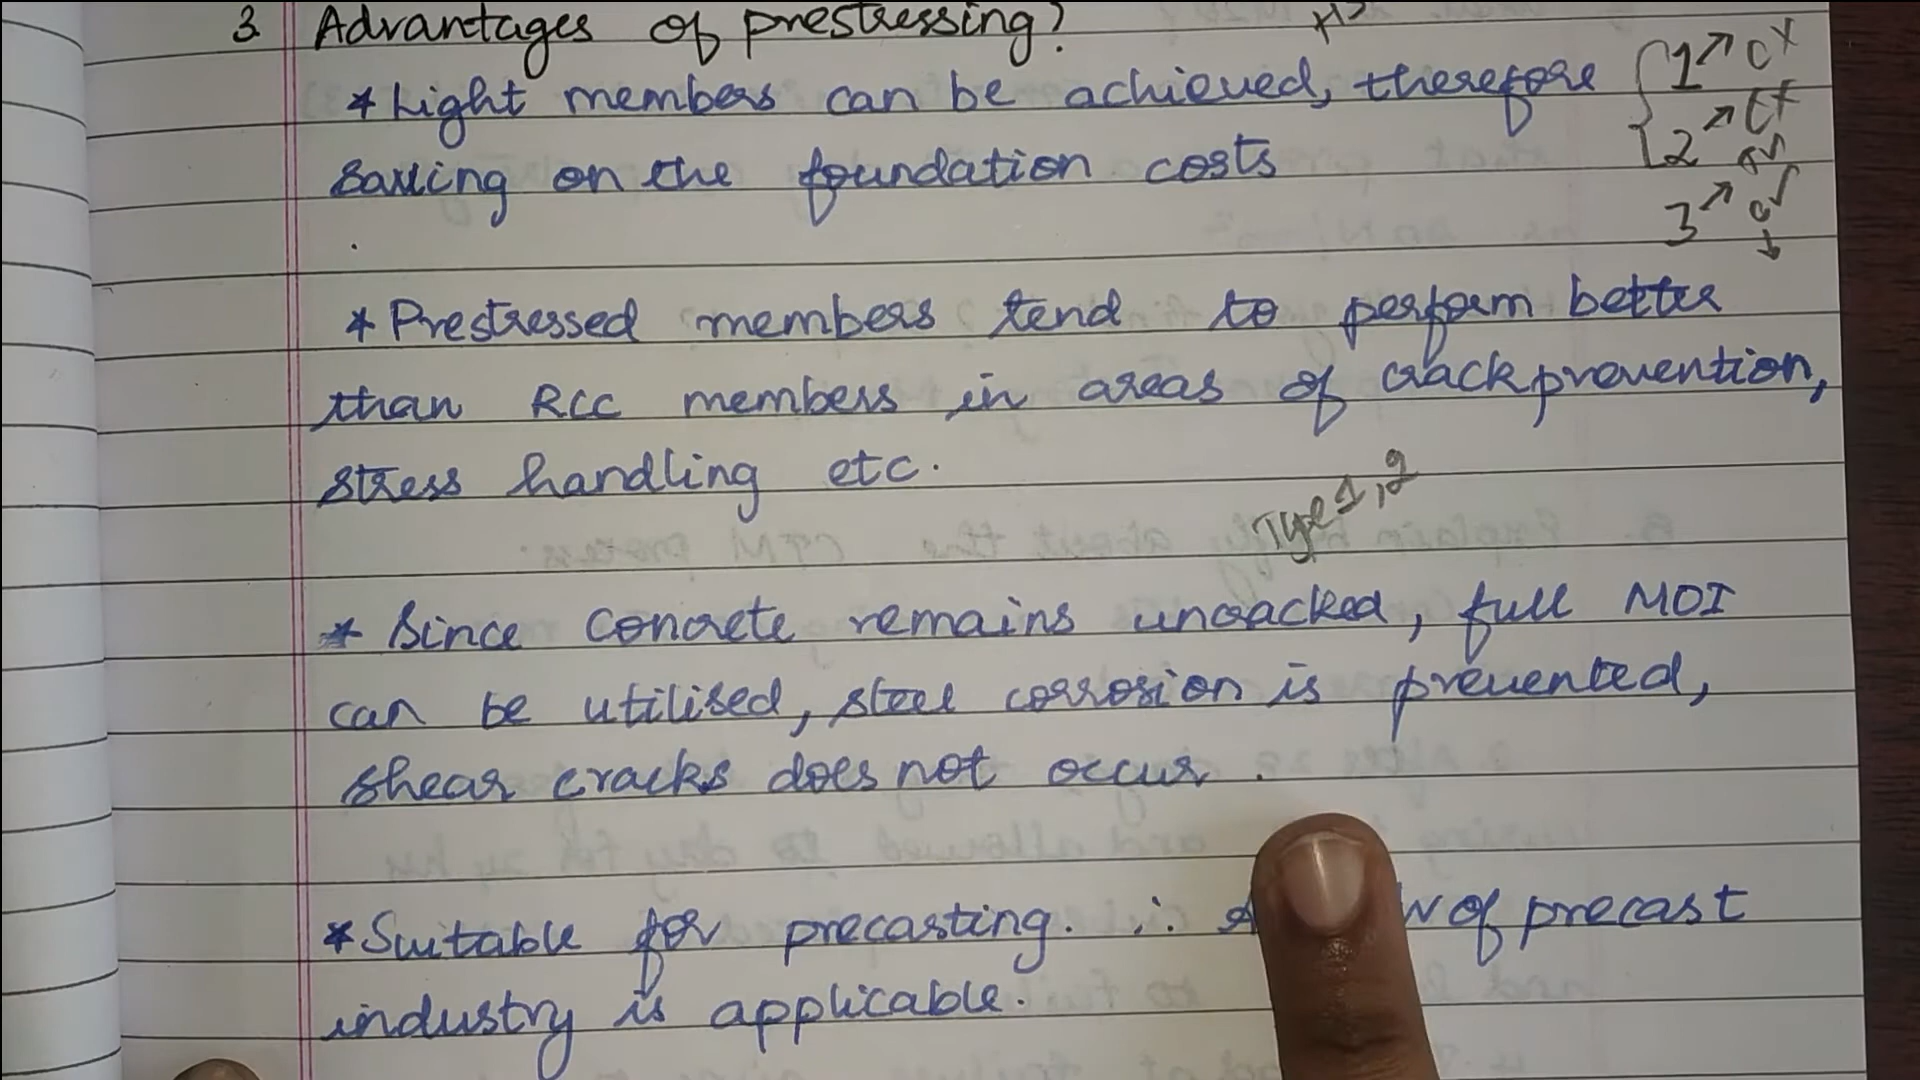 3 Advantages of prestressing?
* Light members can be achieved, therefore
saving on the foundation costs
1 ↗ c x
2 ↗
3 ↗
* Prestressed members tend to perform better
than RCC members in areas of crack prevention,
stress handling etc.
Type 1,2
* Since concrete remains uncracked, full MOI
can be utilised, steel corrosion is prevented,
shear cracks does not occur.
* Suitable for precasting. ∴ of precast
industry is applicable.